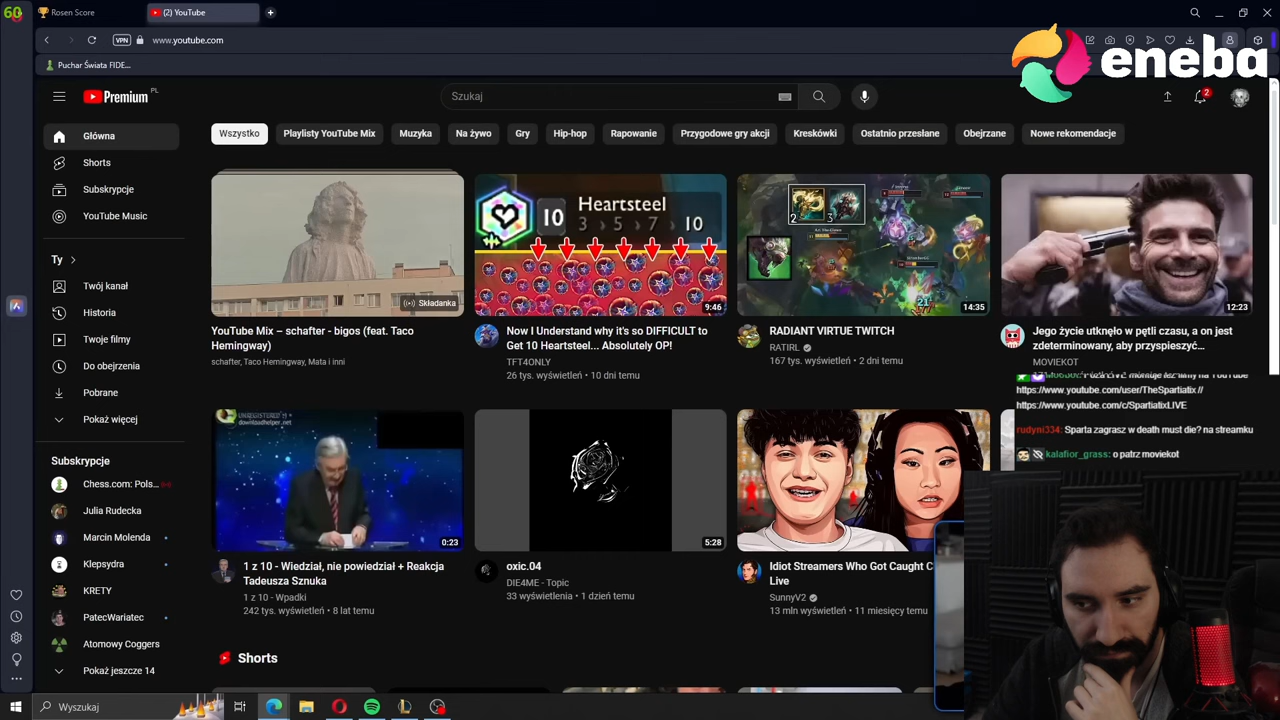 60
Rosen Score
(2) YouTube
VPN
www.youtube.com
Puchar Świata FIDE...
eneba
Premium PL
Szukaj
2
Główna
Shorts
Subskrypcje
YouTube Music
Ty
Twój kanał
Historia
Twoje filmy
Do obejrzenia
Pobrane
Pokaż więcej
Subskrypcje
Chess.com: Pols...
Julia Rudecka
Marcin Molenda
Klepsydra
KRETY
PatecWariatec
Atomowy Coggers
Pokaż jeszcze 14
Wszystko
Playlisty YouTube Mix
Muzyka
Na żywo
Gry
Hip-hop
Rapowanie
Przygodowe gry akcji
Kreskówki
Ostatnio przesłane
Obejrzane
Nowe rekomendacje
Składanka
YouTube Mix – schafter - bigos (feat. Taco
Hemingway)
schafter, Taco Hemingway, Mata i inni
10
Heartsteel
3 › 5 › 7 › 10
9:46
Now I Understand why it's so DIFFICULT to
Get 10 Heartsteel... Absolutely OP!
TFT4ONLY
26 tys. wyświetleń • 10 dni temu
2
3
21
14:35
RADIANT VIRTUE TWITCH
RATIRL
167 tys. wyświetleń • 2 dni temu
12:23
Jego życie utknęło w pętli czasu, a on jest
zdeterminowany, aby przyspieszyć...
MOVIEKOT
https://www.youtube.com/user/TheSpartiatix //
https://www.youtube.com/c/SpartiatixLIVE
rudyni334: Sparta zagrasz w death must die? na streamku
kalafior_grass: o patrz moviekot
UNREGISTERED
downloadhelper.net
0:23
1 z 10 - Wiedział, nie powiedział + Reakcja
Tadeusza Sznuka
1 z 10 - Wpadki
242 tys. wyświetleń • 8 lat temu
5:28
oxic.04
DIE4ME - Topic
33 wyświetlenia • 1 dzień temu
Idiot Streamers Who Got Caught C
Live
SunnyV2
13 mln wyświetleń • 11 miesięcy temu
Shorts
Wyszukaj